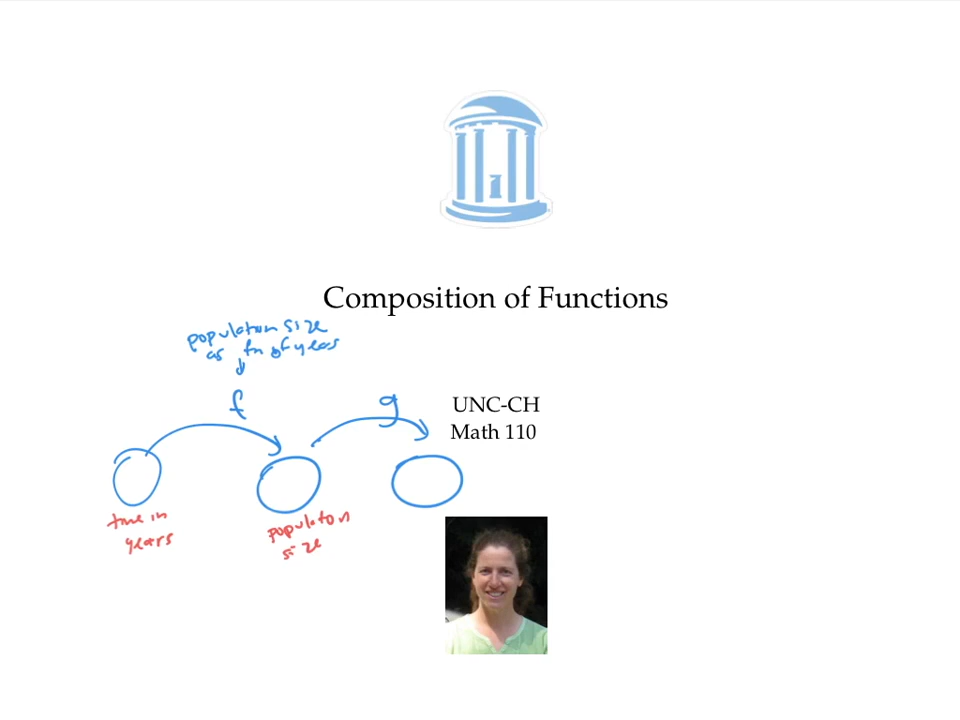 Composition of Functions
population size
as fn of years
f
g
UNC-CH
Math 110
time in
years
population
size